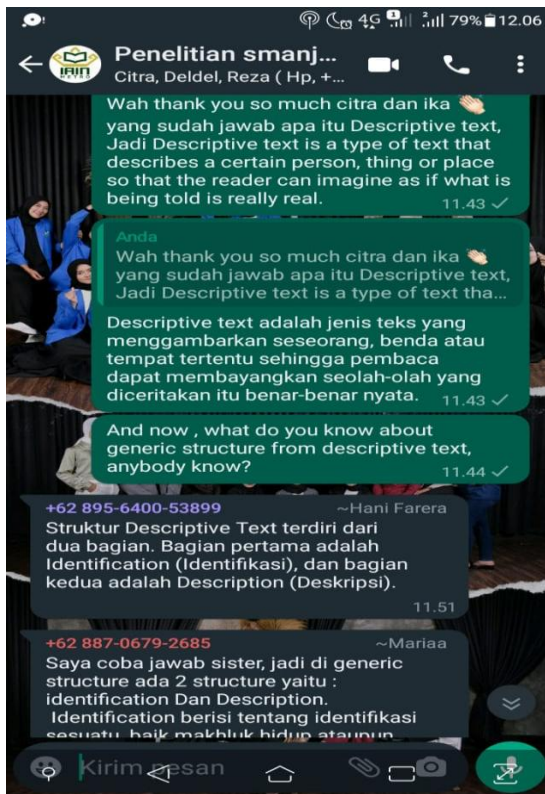 4G 79% 12.06
Penelitian smanj...
IAIN
METRO
Citra, Deldel, Reza ( Hp, +...
Wah thank you so much citra dan ika 👏🏻
yang sudah jawab apa itu Descriptive text,
Jadi Descriptive text is a type of text that
describes a certain person, thing or place
so that the reader can imagine as if what is
being told is really real.
11.43
Anda
Wah thank you so much citra dan ika 👏🏻
yang sudah jawab apa itu Descriptive text,
Jadi Descriptive text is a type of text tha...
Descriptive text adalah jenis teks yang
menggambarkan seseorang, benda atau
tempat tertentu sehingga pembaca
dapat membayangkan seolah-olah yang
diceritakan itu benar-benar nyata.
11.43
And now , what do you know about
generic structure from descriptive text,
anybody know?
11.44
+62 895-6400-53899 ~Hani Farera
Struktur Descriptive Text terdiri dari
dua bagian. Bagian pertama adalah
Identification (Identifikasi), dan bagian
kedua adalah Description (Deskripsi).
11.51
+62 887-0679-2685 ~Mariaa
Saya coba jawab sister, jadi di generic
structure ada 2 structure yaitu :
identification Dan Description.
Identification berisi tentang identifikasi
sesuatu, baik makhluk hidup ataupun
Kirim pesan